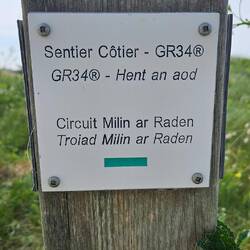 Sentier Côtier - GR34®
GR34® - Hent an aod
Circuit Milin ar Raden
Troiad Milin ar Raden